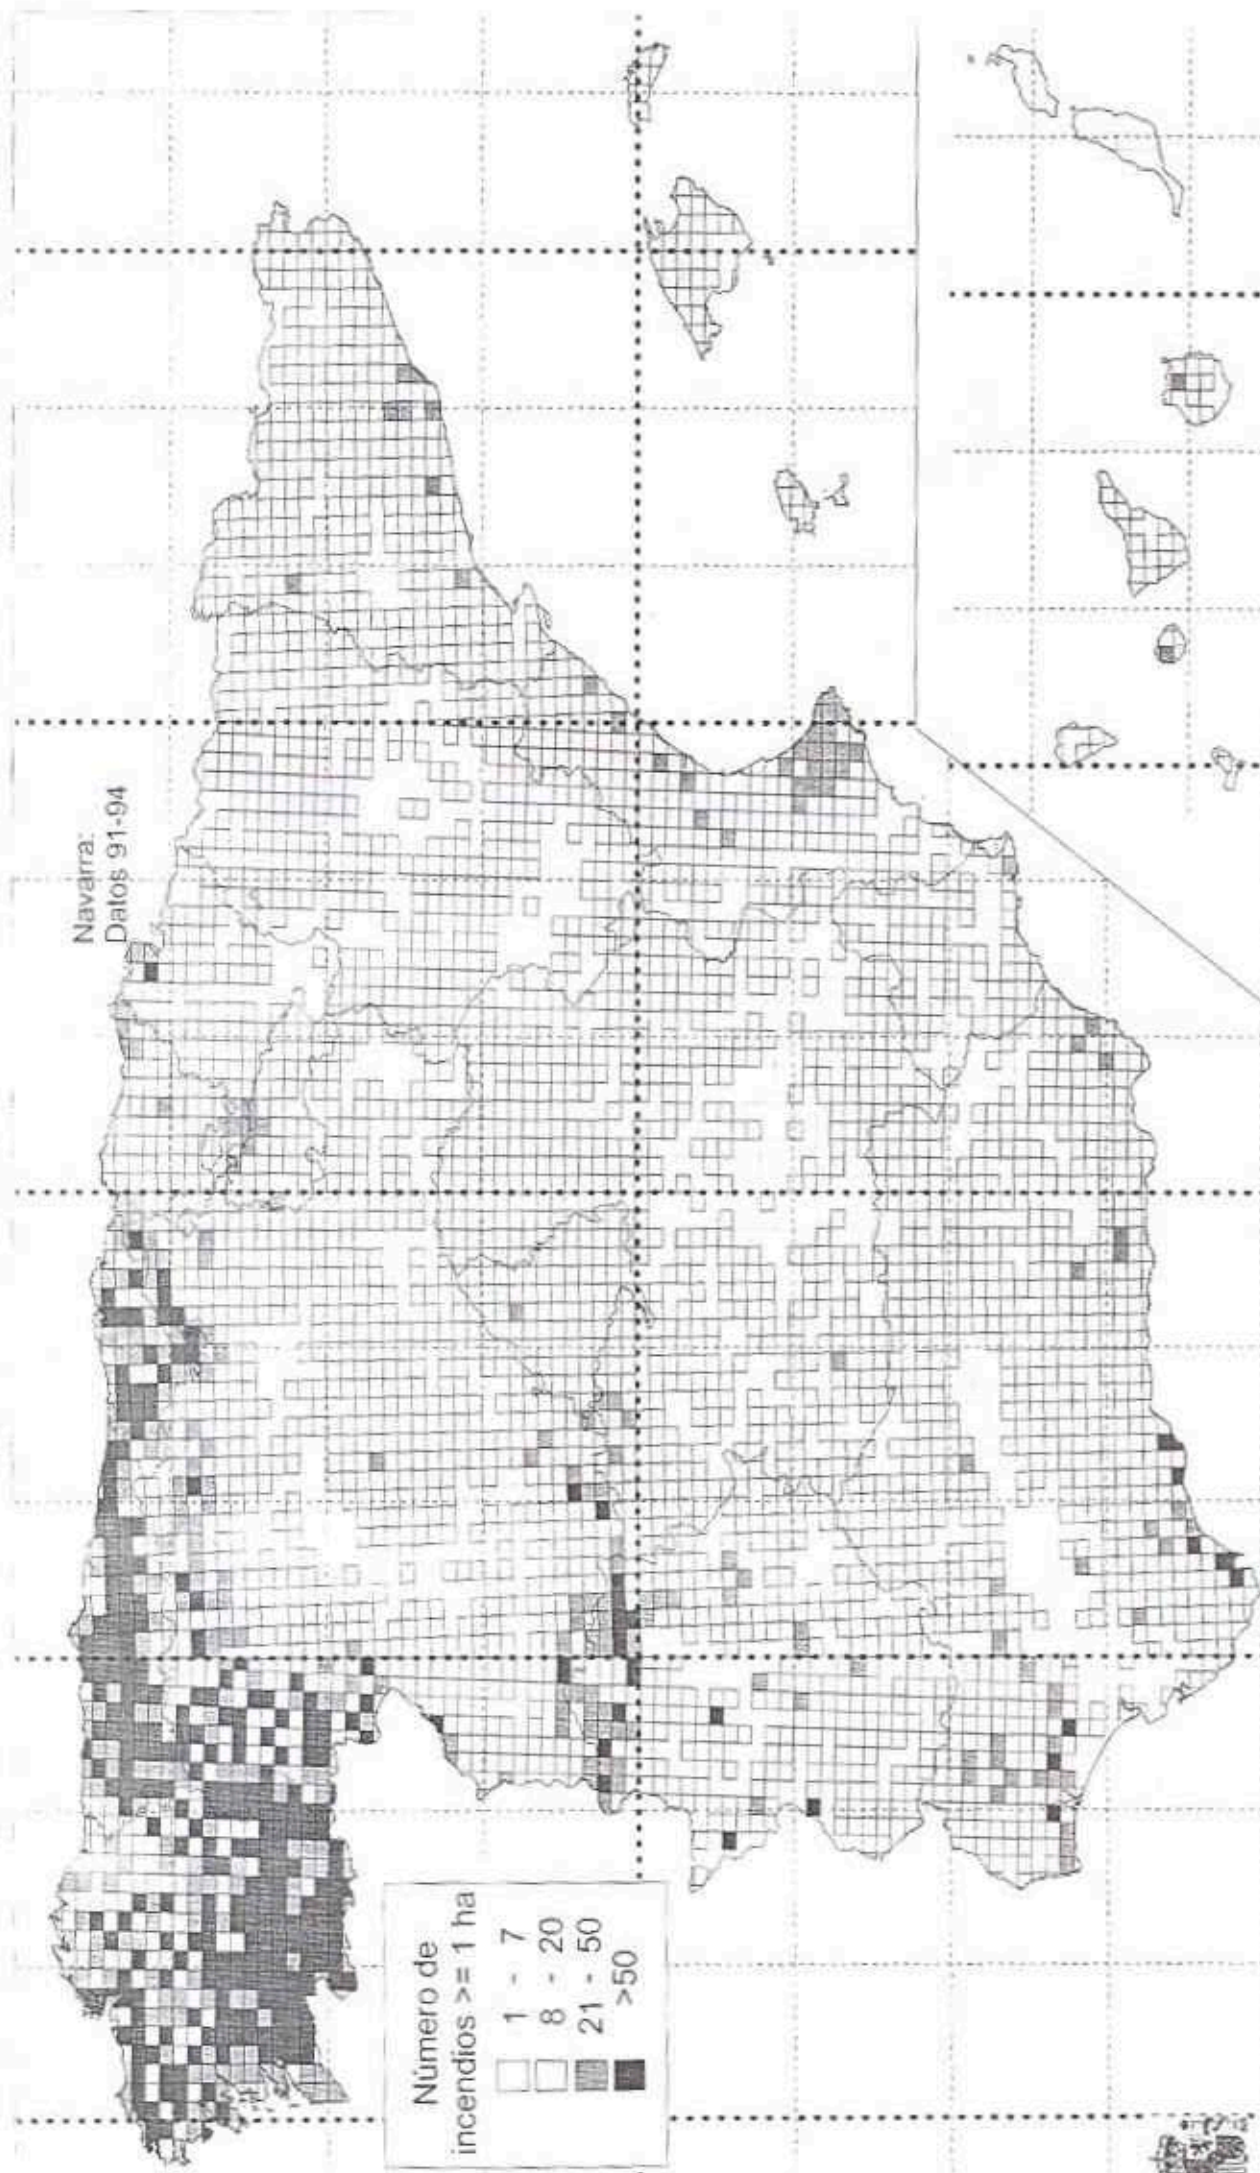 Navarra:
Datos 91-94
Número de
incendios >= 1 ha
1 - 7
8 - 20
21 - 50
>50